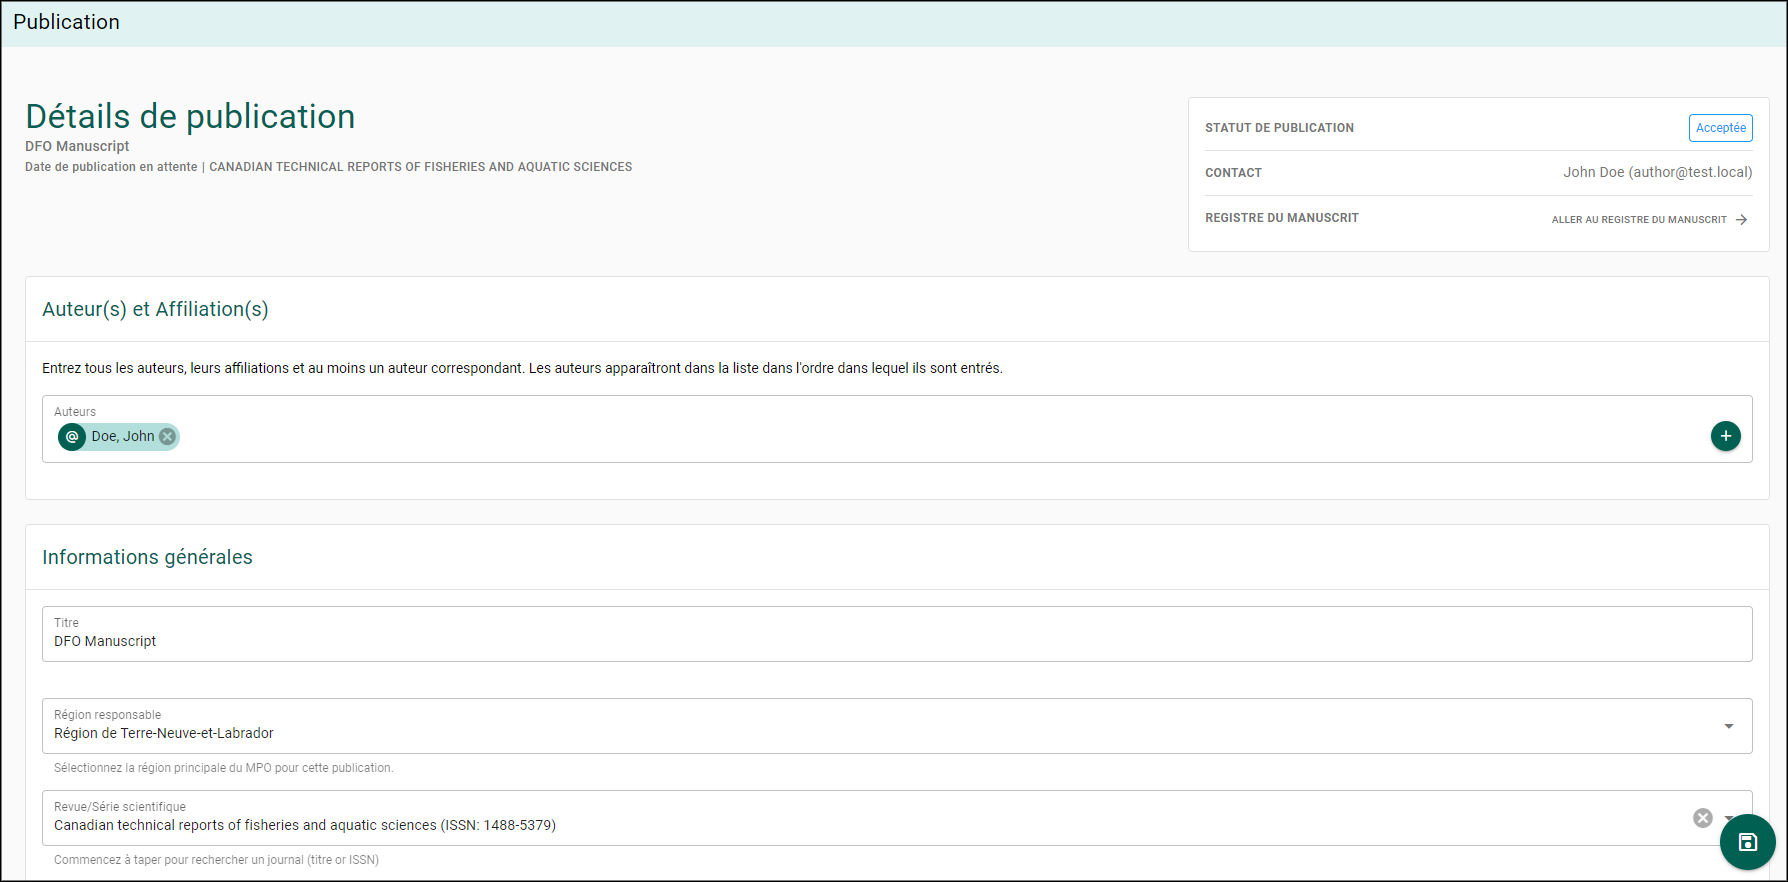 Publication
Détails de publication
DFO Manuscript
Date de publication en attente | CANADIAN TECHNICAL REPORTS OF FISHERIES AND AQUATIC SCIENCES
STATUT DE PUBLICATION Acceptée
CONTACT John Doe (author@test.local)
REGISTRE DU MANUSCRIT ALLER AU REGISTRE DU MANUSCRIT →
Auteur(s) et Affiliation(s)
Entrez tous les auteurs, leurs affiliations et au moins un auteur correspondant. Les auteurs apparaîtront dans la liste dans l'ordre dans lequel ils sont entrés.
Auteurs
@ Doe, John
Informations générales
Titre
DFO Manuscript
Région responsable
Région de Terre-Neuve-et-Labrador
Sélectionnez la région principale du MPO pour cette publication.
Revue/Série scientifique
Canadian technical reports of fisheries and aquatic sciences (ISSN: 1488-5379)
Commencez à taper pour rechercher un journal (titre or ISSN)